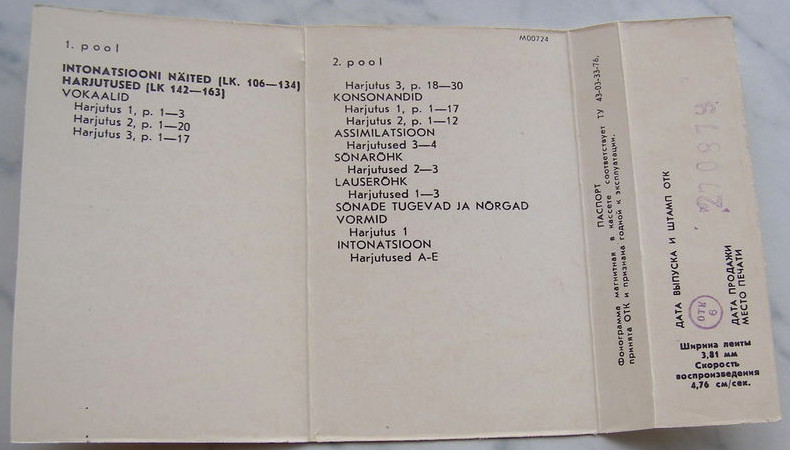 1. pool
INTONATSIOONI NÄITED (LK. 106—134)
HARJUTUSED (LK 142—163)
VOKAALID
Harjutus 1, p. 1—3
Harjutus 2, p. 1—20
Harjutus 3, p. 1—17
M00724
2. pool
Harjutus 3, p. 18—30
KONSONANDID
Harjutus 1, p. 1—17
Harjutus 2, p. 1—12
ASSIMILATSIOON
Harjutused 3—4
SÕNARÕHK
Harjutused 2—3
LAUSERÕHK
Harjutused 1—3
SÕNADE TUGEVAD JA NÕRGAD
VORMID
Harjutus 1
INTONATSIOON
Harjutused A-E
ПАСПОРТ
Фонограмма магнитная в кассете соответствует ТУ 43-03-33-76,
принята ОТК и признана годной к эксплуатации.
ДАТА ВЫПУСКА И ШТАМП ОТК
ОТК
6
ДАТА ПРОДАЖИ
МЕСТО ПЕЧАТИ
Ширина ленты
3,81 мм
Скорость
воспроизведения
4,76 см/сек.